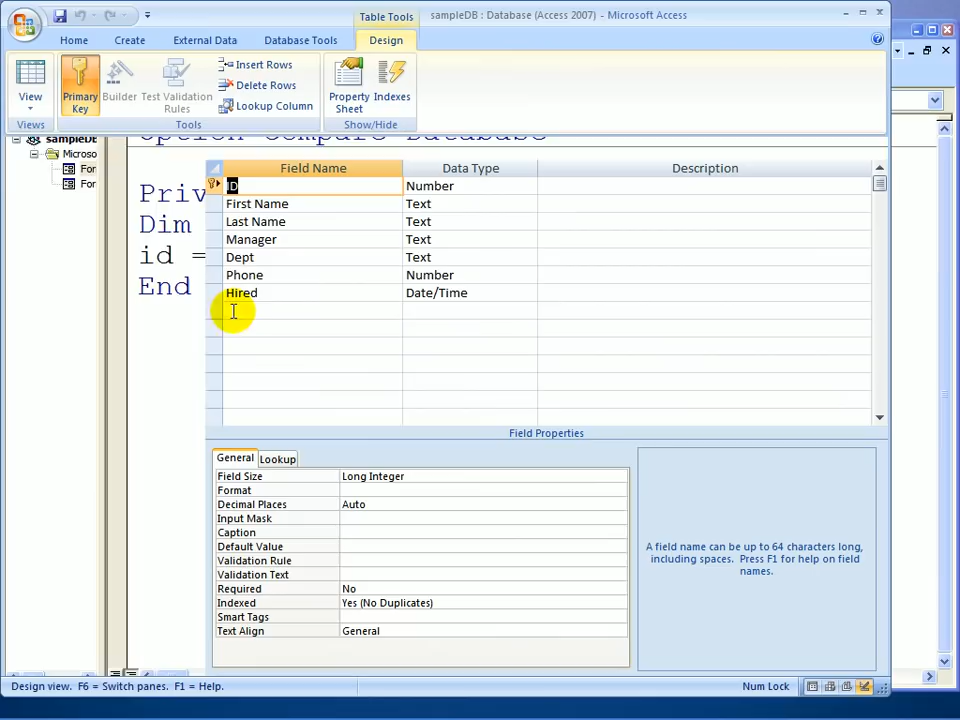 sampleDB : Database (Access 2007) - Microsoft Access
Table Tools
Home Create External Data Database Tools Design
View
Primary Key
Builder
Test Validation Rules
Insert Rows
Delete Rows
Lookup Column
Property Sheet
Indexes
Views Tools Show/Hide
Option Compare Database
sampleDB
Microso
For
For
Priv
Dim
id =
End
Field Name Data Type Description
ID Number
First Name Text
Last Name Text
Manager Text
Dept Text
Phone Number
Hired Date/Time
Field Properties
General Lookup
Field Size Long Integer
Format
Decimal Places Auto
Input Mask
Caption
Default Value
Validation Rule
Validation Text
Required No
Indexed Yes (No Duplicates)
Smart Tags
Text Align General
A field name can be up to 64 characters long,
including spaces. Press F1 for help on field
names.
Design view. F6 = Switch panes. F1 = Help. Num Lock